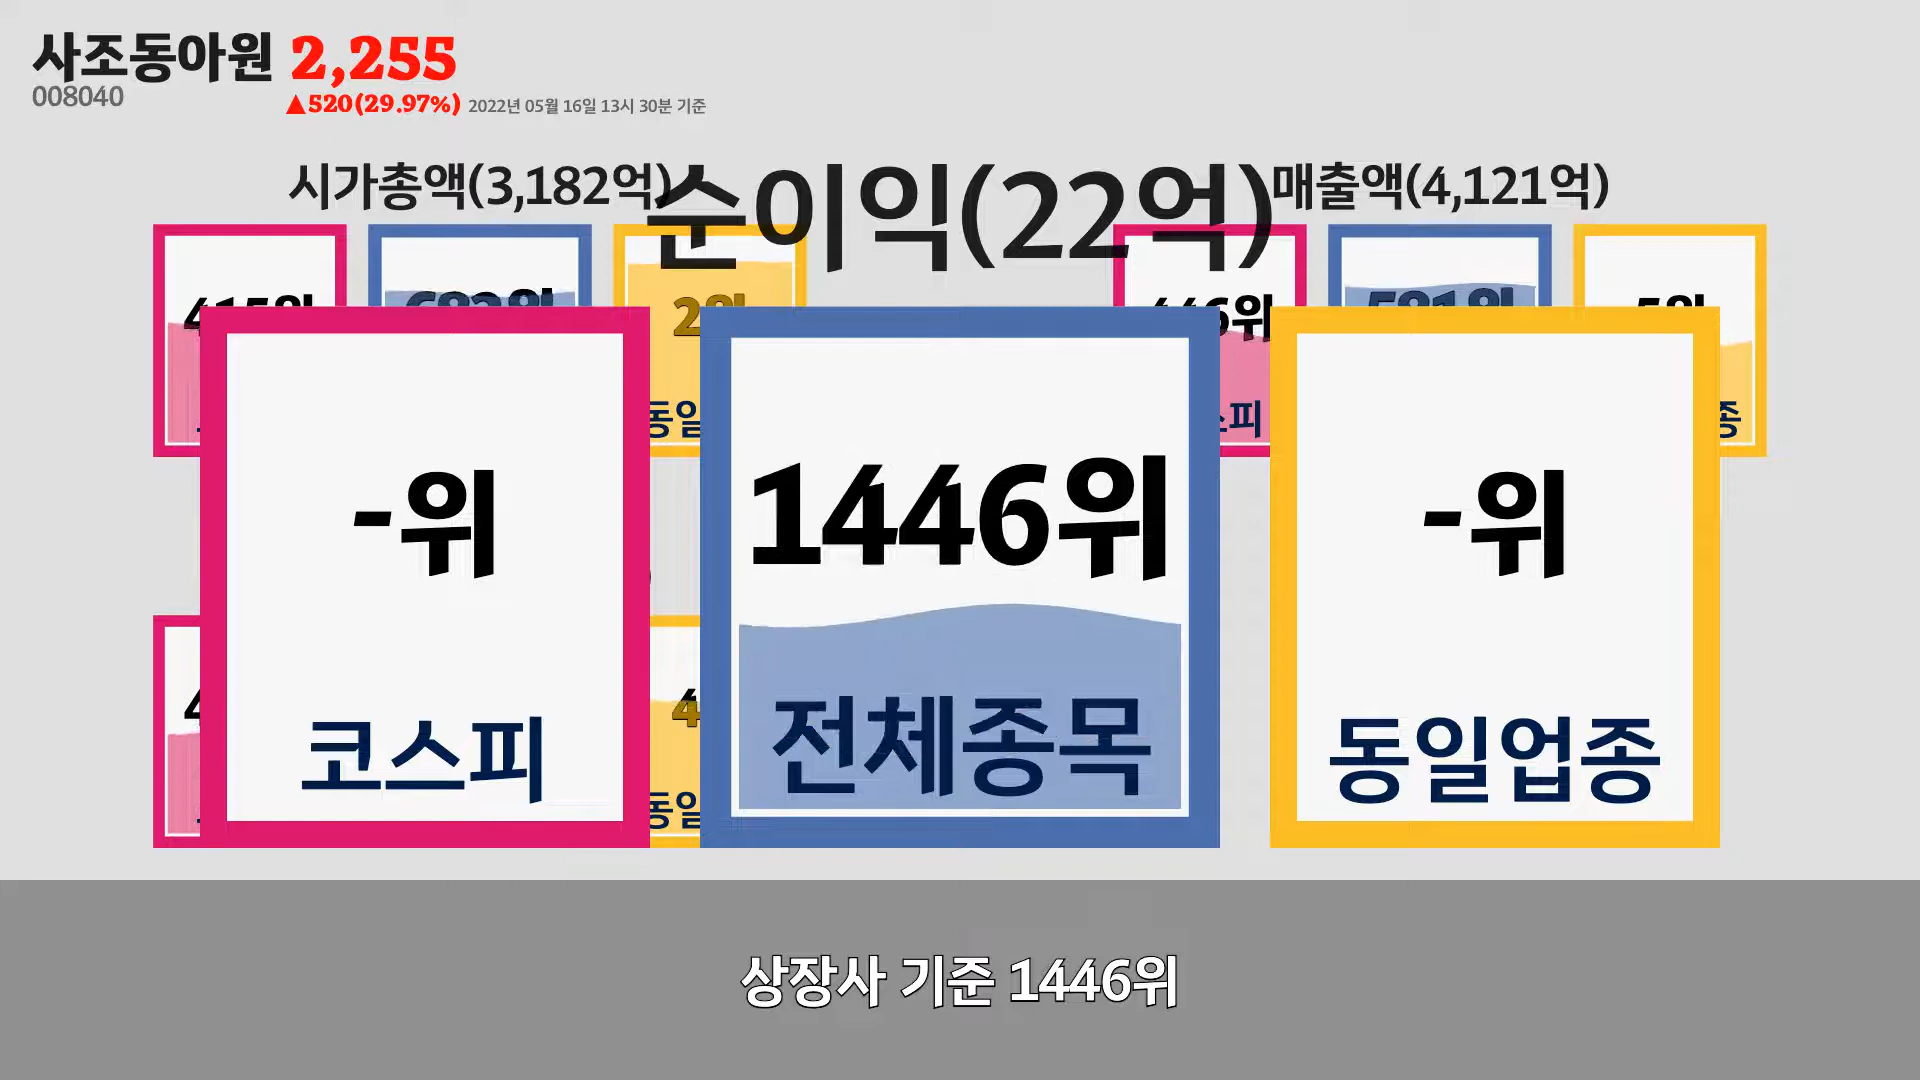 사조동아원 2,255
008040
▲520(29.97%) 2022년 05월 16일 13시 30분 기준
시가총액(3,182억)
순이익(22억)
매출액(4,121억)
-위
코스피
1446위
전체종목
-위
동일업종
상장사 기준 1446위